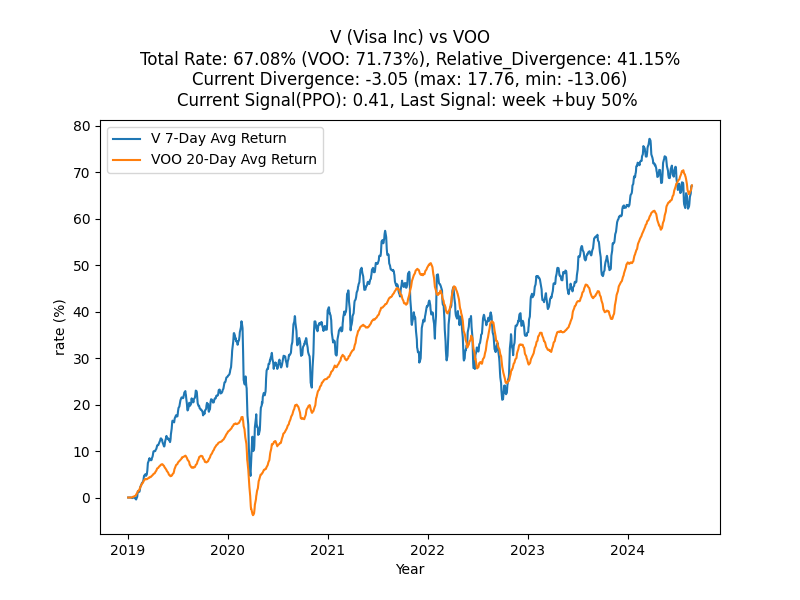 V (Visa Inc) vs VOO
Total Rate: 67.08% (VOO: 71.73%), Relative_Divergence: 41.15%
Current Divergence: -3.05 (max: 17.76, min: -13.06)
Current Signal(PPO): 0.41, Last Signal: week +buy 50%
V 7-Day Avg Return
VOO 20-Day Avg Return
80
70
60
50
40
30
20
10
0
rate (%)
2019 2020 2021 2022 2023 2024
Year